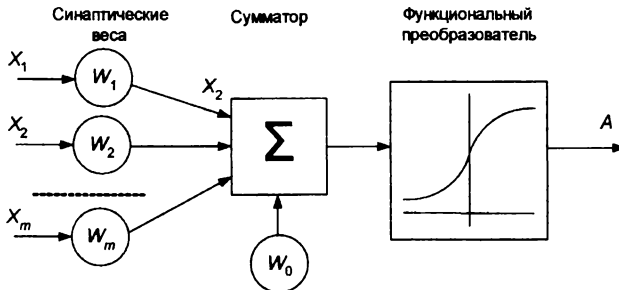 Синаптические веса
Сумматор
Функциональный преобразователь
X1
W1
X2
X2
W2
Σ
A
Xm
Wm
W0